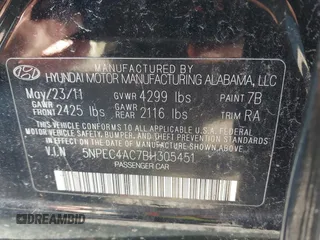 HYUNDAI MOTOR MANUFACTURING ALABAMA, LLC
May/23/11 GVWR 4299 lbs PAINT 7B
GAWR FRONT 2425 lbs GAWR REAR 2116 lbs TRIM RA
THIS VEHICLE CONFORMS TO ALL APPLICABLE U.S. FEDERAL
MOTOR VEHICLE SAFETY, BUMPER, AND THEFT PREVENTION STANDARDS
IN EFFECT ON THE DATE OF MANUFACTURE SHOWN ABOVE.
V.I.N 5NPEC4AC7BH305451
PASSENGER CAR
DREAMBID